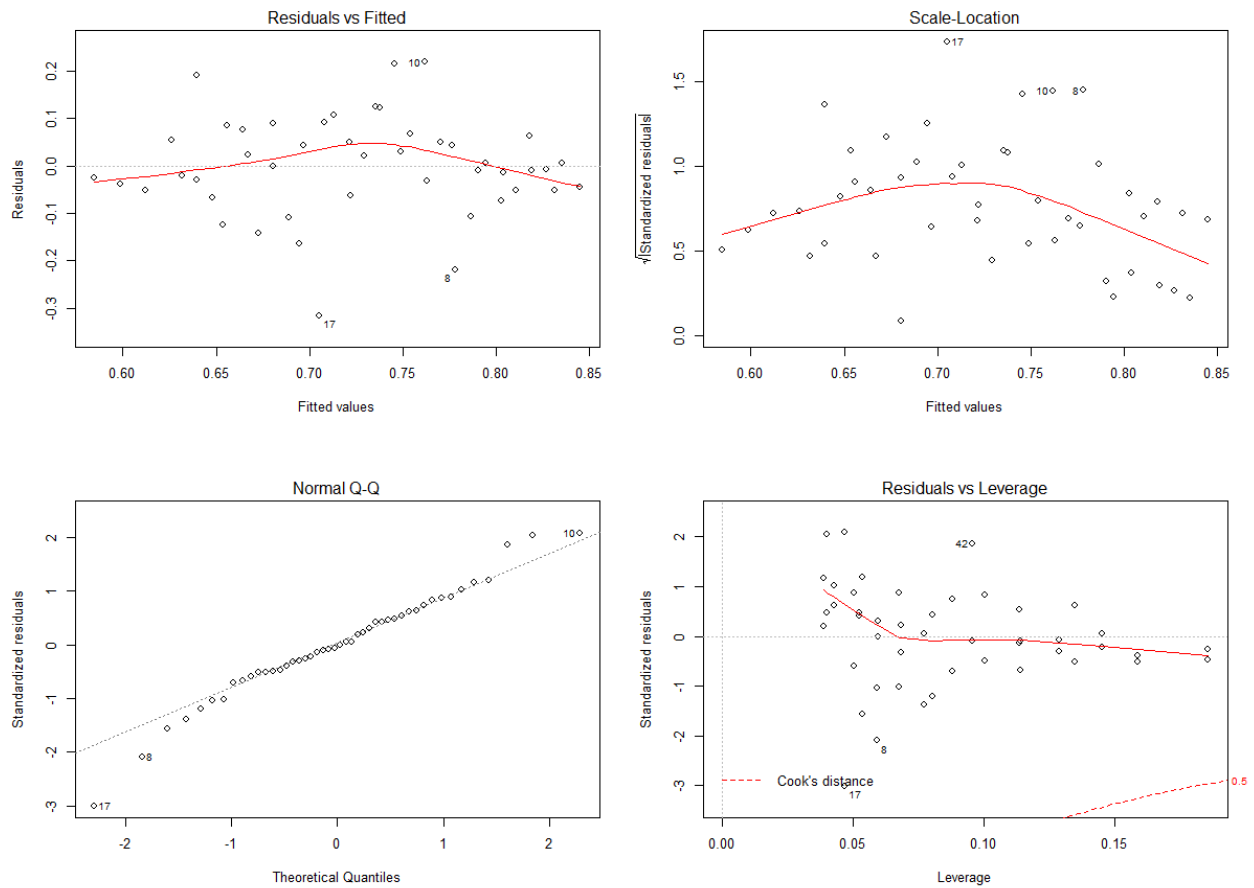 Residuals vs Fitted
Residuals
0.2
0.1
0.0
-0.1
-0.2
-0.3
10
8
17
0.60 0.65 0.70 0.75 0.80 0.85
Fitted values
Scale-Location
√|Standardized residuals|
1.5
1.0
0.5
0.0
17
10 8
0.60 0.65 0.70 0.75 0.80 0.85
Fitted values
Normal Q-Q
Standardized residuals
2
1
0
-1
-2
-3
10
8
17
-2 -1 0 1 2
Theoretical Quantiles
Residuals vs Leverage
Standardized residuals
2
1
0
-1
-2
-3
42
8
17
Cook's distance
0.5
0.00 0.05 0.10 0.15
Leverage